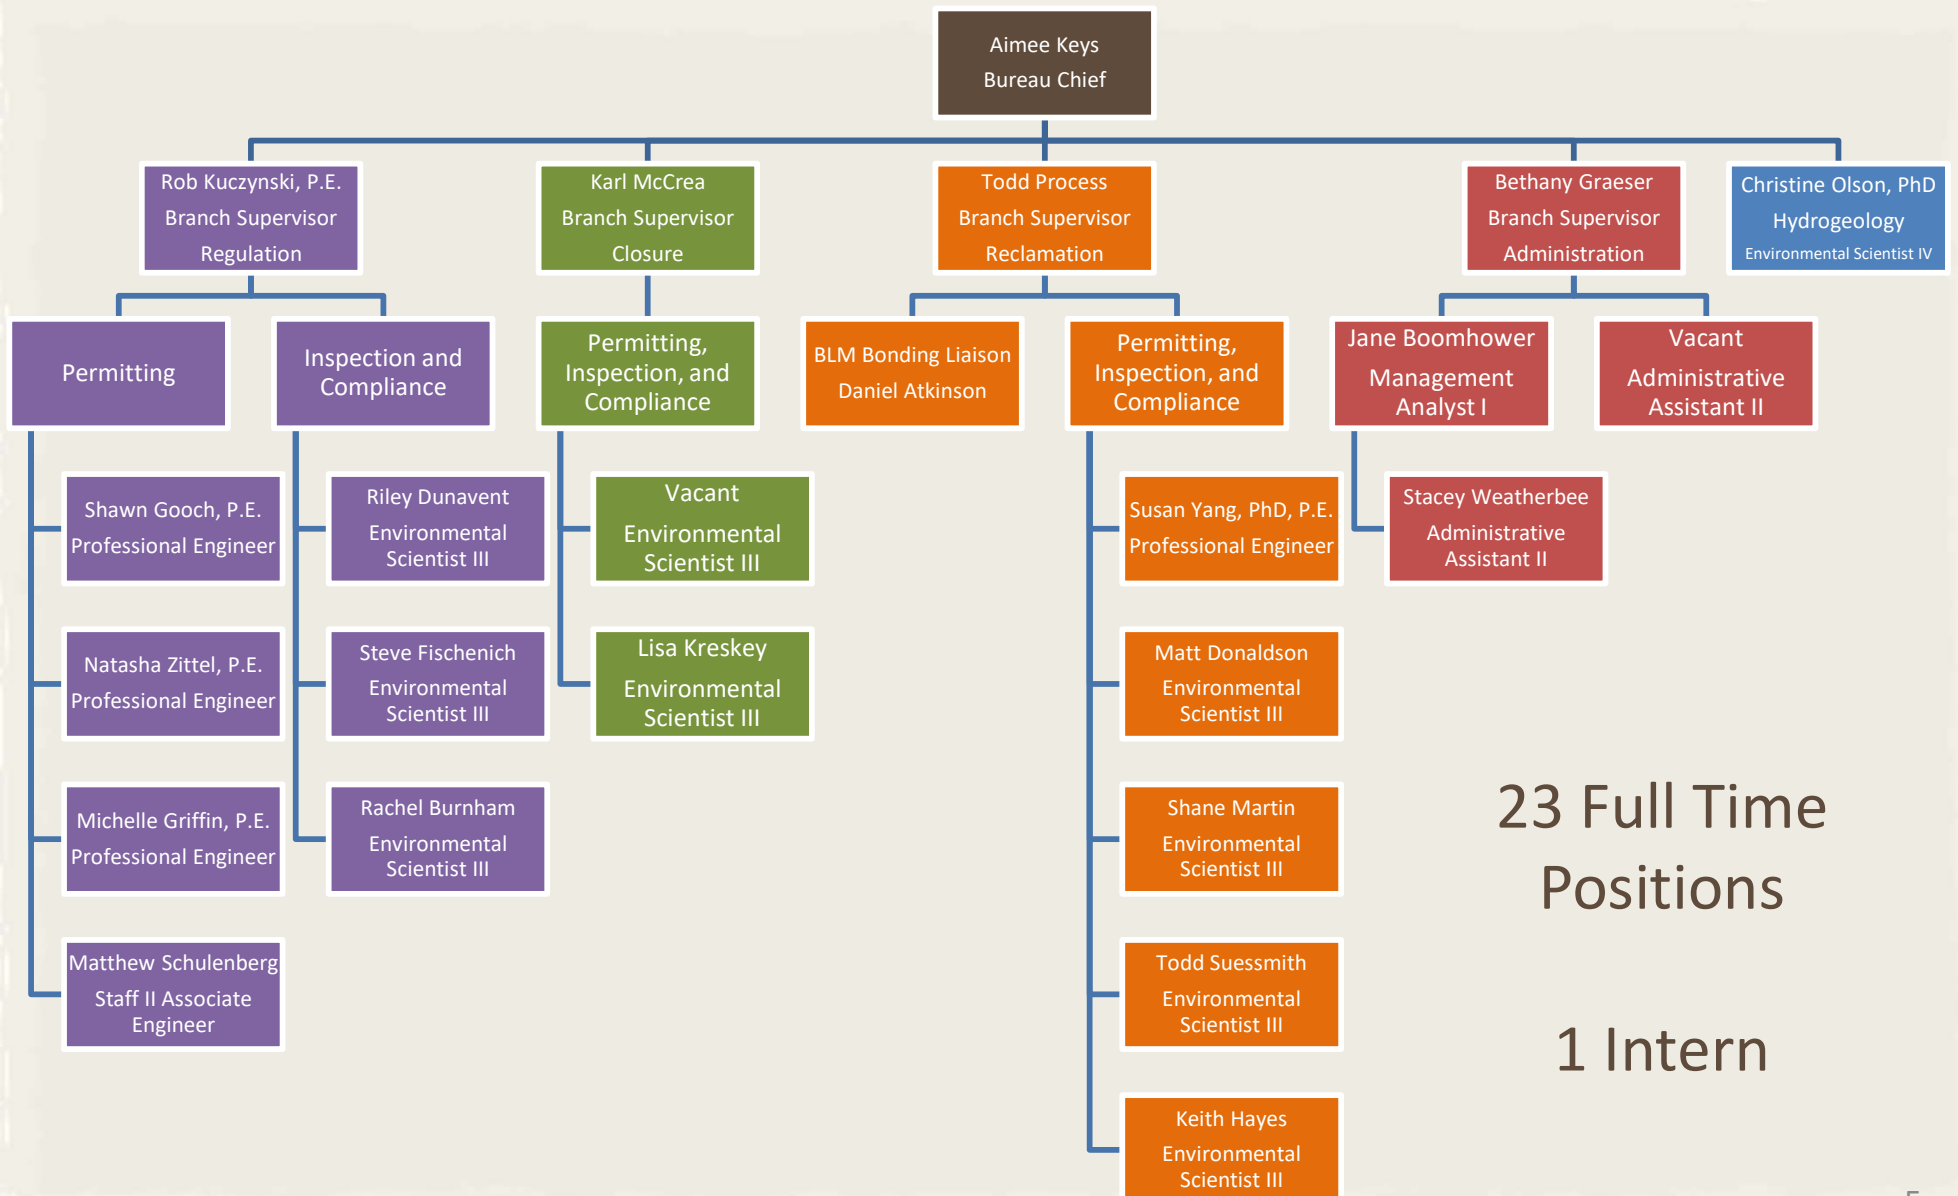 Aimee Keys
Bureau Chief
Rob Kuczynski, P.E.
Branch Supervisor
Regulation
Karl McCrea
Branch Supervisor
Closure
Todd Process
Branch Supervisor
Reclamation
Bethany Graeser
Branch Supervisor
Administration
Christine Olson, PhD
Hydrogeology
Environmental Scientist IV
Permitting
Inspection and
Compliance
Permitting,
Inspection, and
Compliance
BLM Bonding Liaison
Daniel Atkinson
Permitting,
Inspection, and
Compliance
Jane Boomhower
Management
Analyst I
Vacant
Administrative
Assistant II
Shawn Gooch, P.E.
Professional Engineer
Riley Dunavent
Environmental
Scientist III
Vacant
Environmental
Scientist III
Susan Yang, PhD, P.E.
Professional Engineer
Stacey Weatherbee
Administrative
Assistant II
Natasha Zittel, P.E.
Professional Engineer
Steve Fischenich
Environmental
Scientist III
Lisa Kreskey
Environmental
Scientist III
Matt Donaldson
Environmental
Scientist III
Michelle Griffin, P.E.
Professional Engineer
Rachel Burnham
Environmental
Scientist III
Shane Martin
Environmental
Scientist III
Matthew Schulenberg
Staff II Associate
Engineer
Todd Suessmith
Environmental
Scientist III
Keith Hayes
Environmental
Scientist III
23 Full Time
Positions
1 Intern